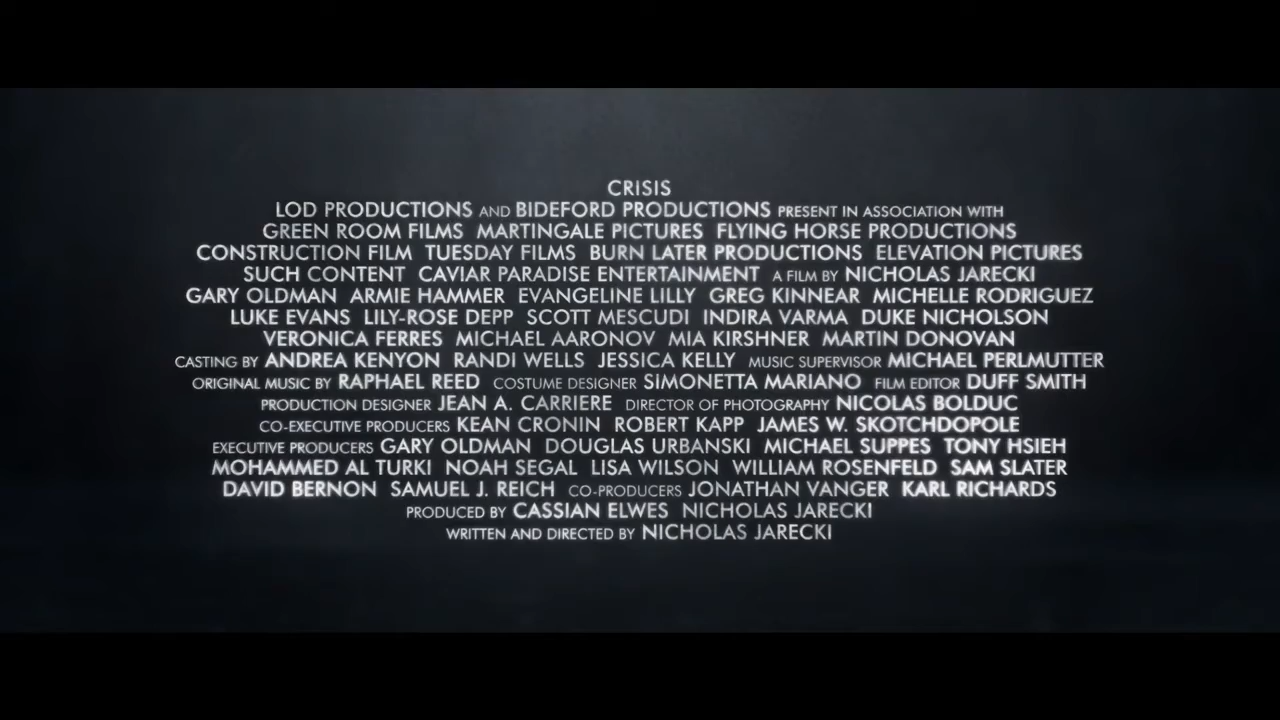 CRISIS
LOD PRODUCTIONS AND BIDEFORD PRODUCTIONS PRESENT IN ASSOCIATION WITH
GREEN ROOM FILMS MARTINGALE PICTURES FLYING HORSE PRODUCTIONS
CONSTRUCTION FILM TUESDAY FILMS BURN LATER PRODUCTIONS ELEVATION PICTURES
SUCH CONTENT CAVIAR PARADISE ENTERTAINMENT A FILM BY NICHOLAS JARECKI
GARY OLDMAN ARMIE HAMMER EVANGELINE LILLY GREG KINNEAR MICHELLE RODRIGUEZ
LUKE EVANS LILY-ROSE DEPP SCOTT MESCUDI INDIRA VARMA DUKE NICHOLSON
VERONICA FERRES MICHAEL AARONOV MIA KIRSHNER MARTIN DONOVAN
CASTING BY ANDREA KENYON RANDI WELLS JESSICA KELLY MUSIC SUPERVISOR MICHAEL PERLMUTTER
ORIGINAL MUSIC BY RAPHAEL REED COSTUME DESIGNER SIMONETTA MARIANO FILM EDITOR DUFF SMITH
PRODUCTION DESIGNER JEAN A. CARRIERE DIRECTOR OF PHOTOGRAPHY NICOLAS BOLDUC
CO-EXECUTIVE PRODUCERS KEAN CRONIN ROBERT KAPP JAMES W. SKOTCHDOPOLE
EXECUTIVE PRODUCERS GARY OLDMAN DOUGLAS URBANSKI MICHAEL SUPPES TONY HSIEH
MOHAMMED AL TURKI NOAH SEGAL LISA WILSON WILLIAM ROSENFELD SAM SLATER
DAVID BERNON SAMUEL J. REICH CO-PRODUCERS JONATHAN VANGER KARL RICHARDS
PRODUCED BY CASSIAN ELWES NICHOLAS JARECKI
WRITTEN AND DIRECTED BY NICHOLAS JARECKI